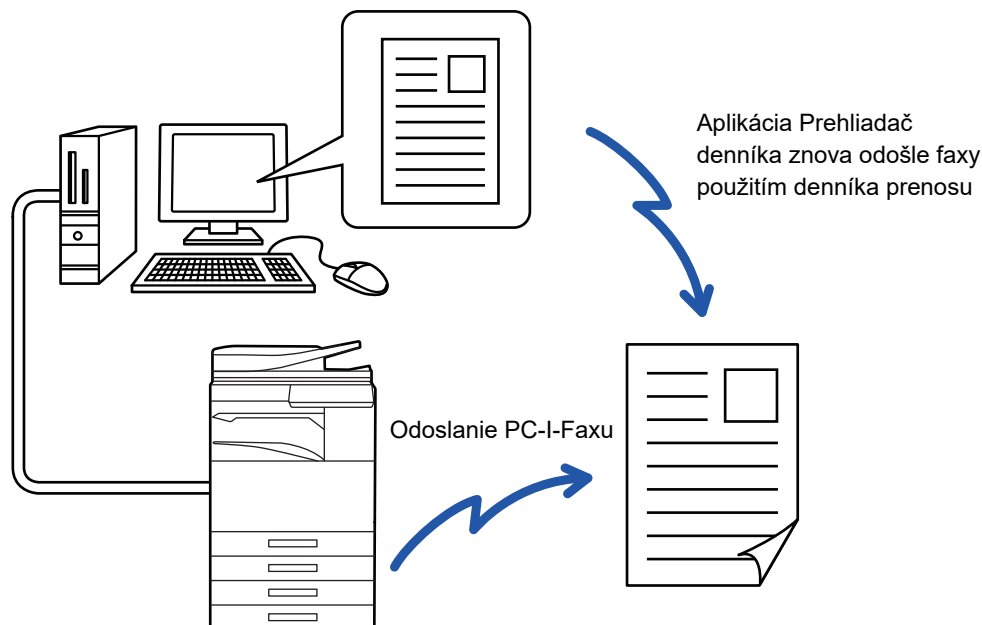 Aplikácia Prehliadač
denníka znova odošle faxy
použitím denníka prenosu
Odoslanie PC-I-Faxu